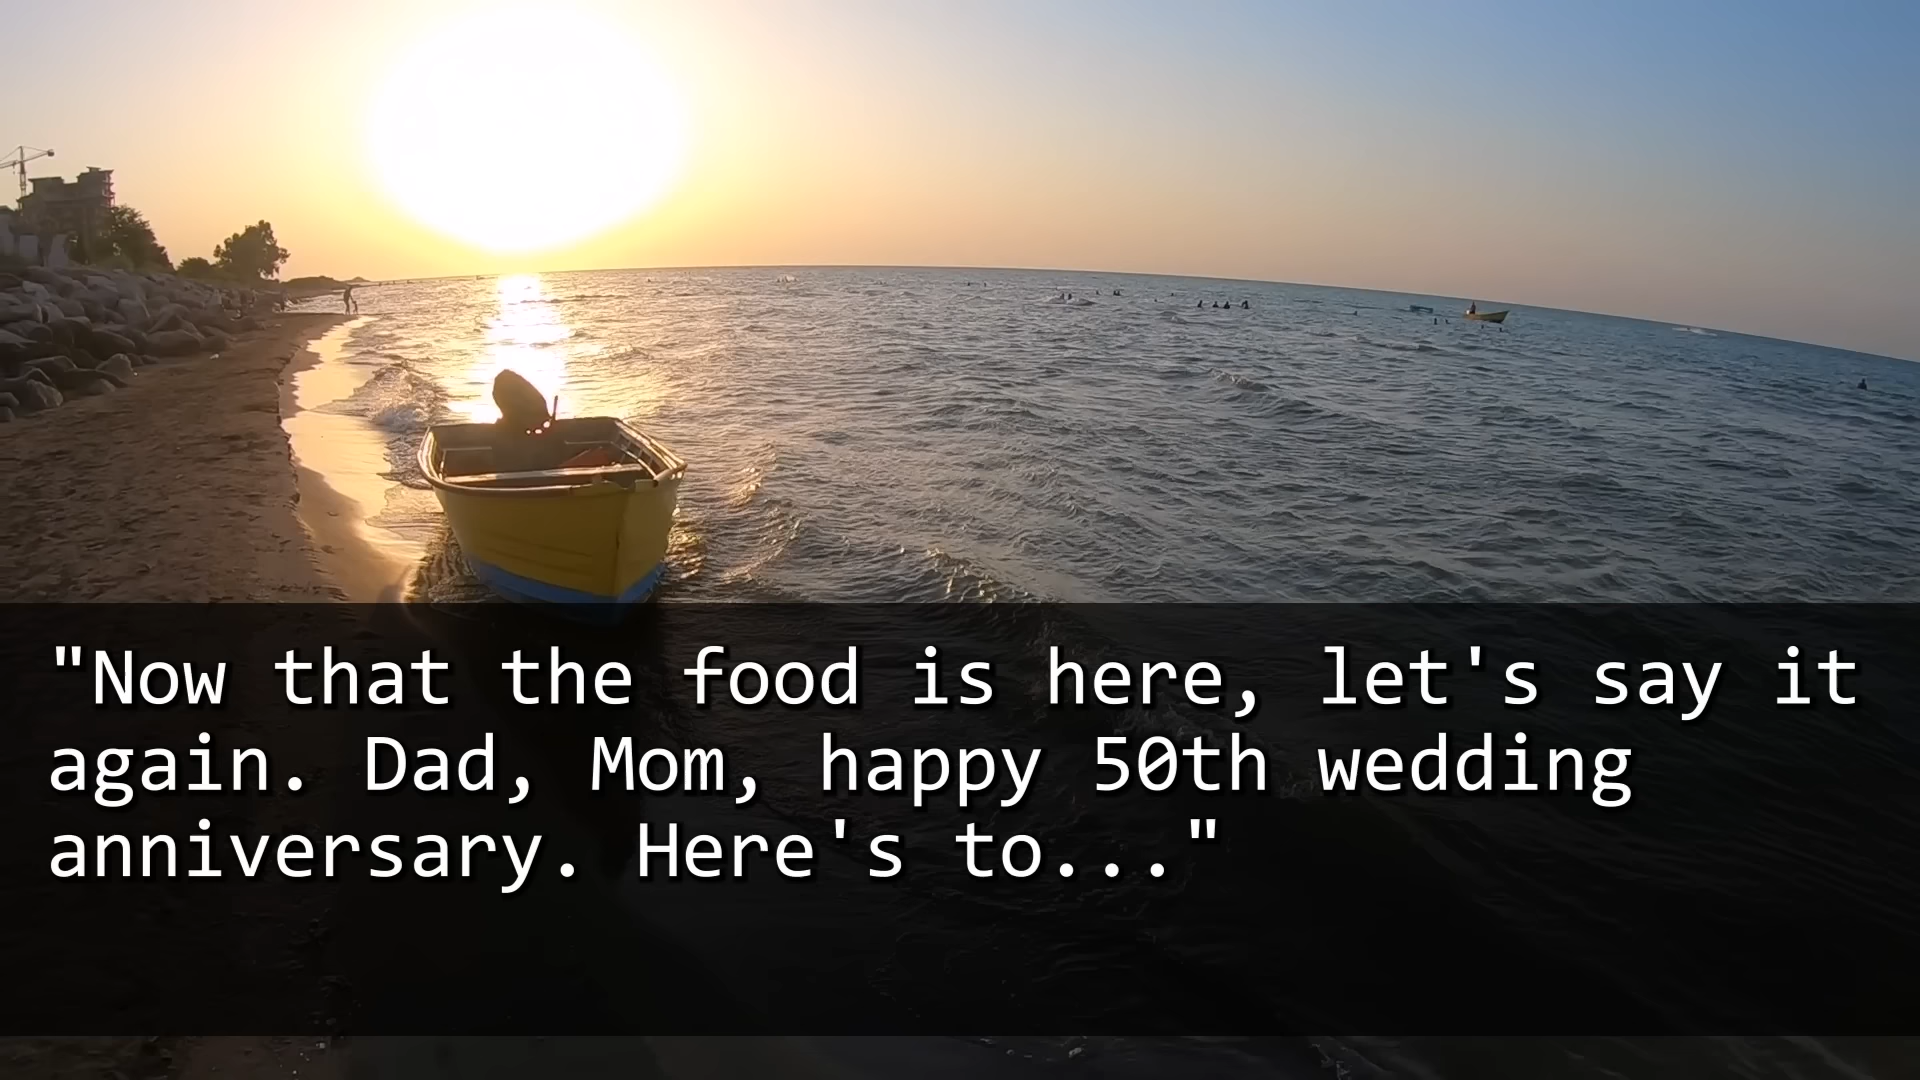 "Now that the food is here, let's say it
again. Dad, Mom, happy 50th wedding
anniversary. Here's to..."